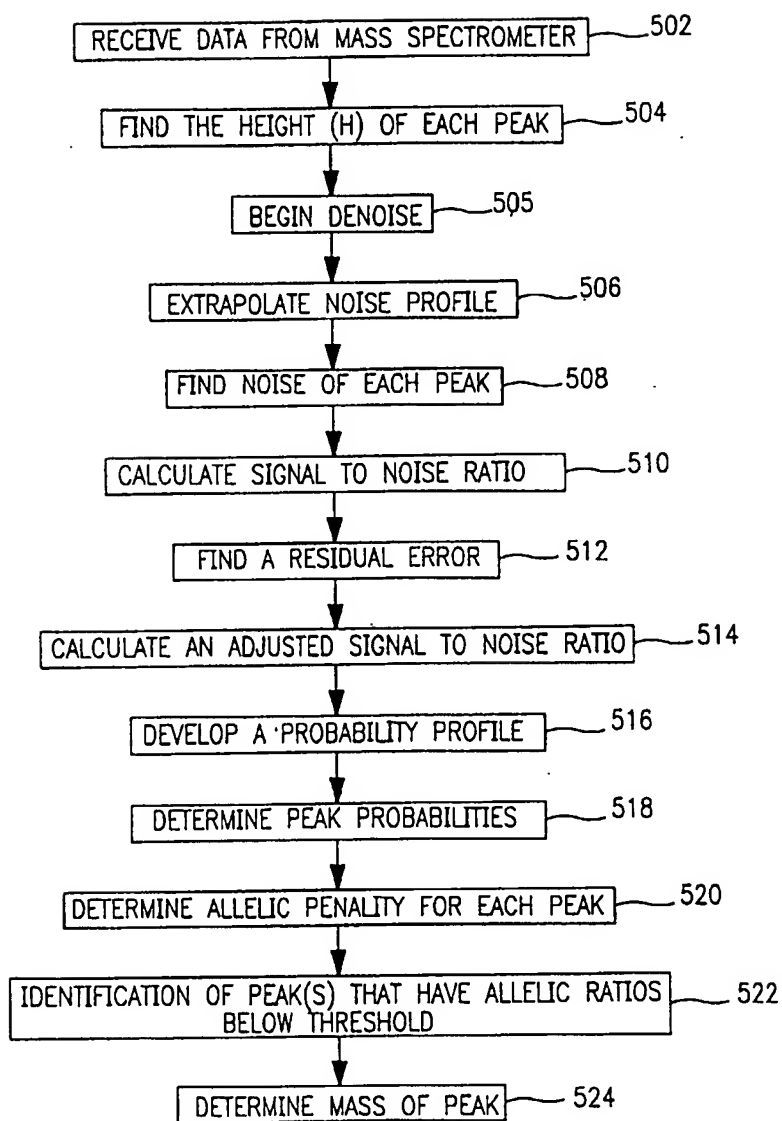 RECEIVE DATA FROM MASS SPECTROMETER 502
FIND THE HEIGHT (H) OF EACH PEAK 504
BEGIN DENOISE 505
EXTRAPOLATE NOISE PROFILE 506
FIND NOISE OF EACH PEAK 508
CALCULATE SIGNAL TO NOISE RATIO 510
FIND A RESIDUAL ERROR 512
CALCULATE AN ADJUSTED SIGNAL TO NOISE RATIO 514
DEVELOP A PROBABILITY PROFILE 516
DETERMINE PEAK PROBABILITIES 518
DETERMINE ALLELIC PENALITY FOR EACH PEAK 520
IDENTIFICATION OF PEAK(S) THAT HAVE ALLELIC RATIOS 522
BELOW THRESHOLD
DETERMINE MASS OF PEAK 524